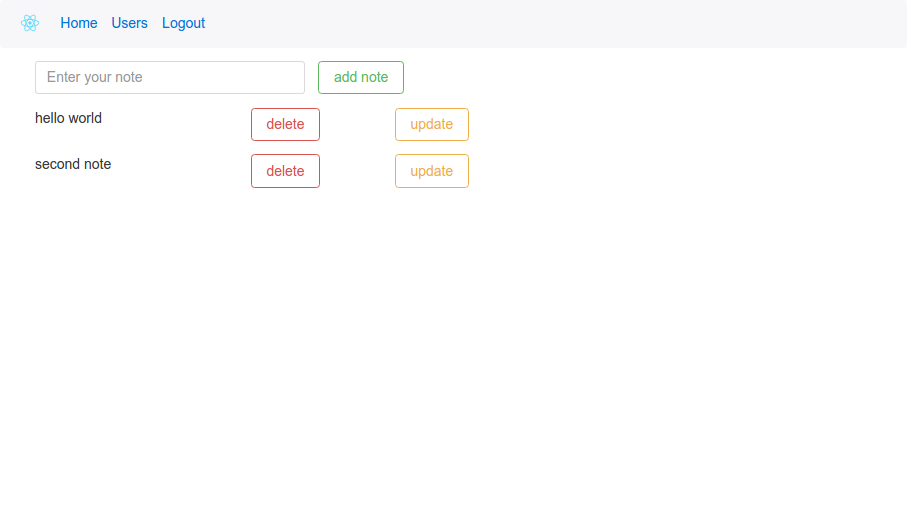 Home Users Logout
Enter your note add note
hello world delete update
second note delete update